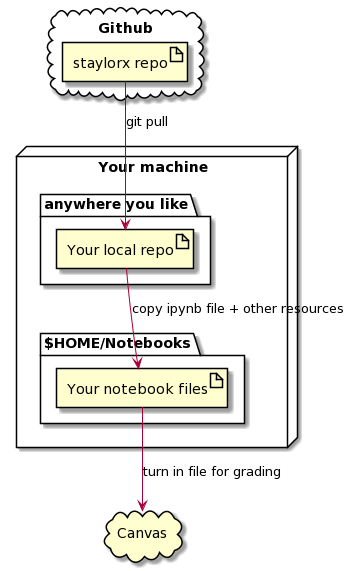 Github
staylorx repo
git pull
Your machine
anywhere you like
Your local repo
copy ipynb file + other resources
$HOME/Notebooks
Your notebook files
turn in file for grading
Canvas